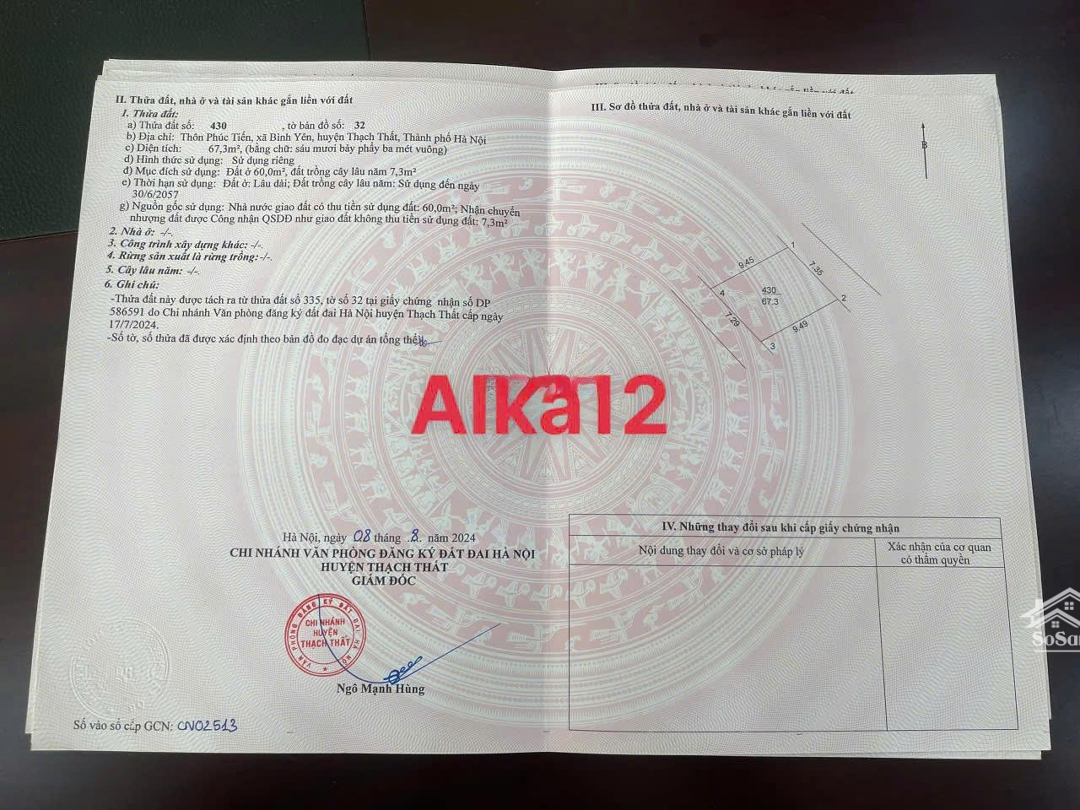 II. Thửa đất, nhà ở và tài sản khác gắn liền với đất
1. Thửa đất:
a) Thửa đất số: 430 , tờ bản đồ số: 32
b) Địa chỉ: Thôn Phúc Tiến, xã Bình Yên, huyện Thạch Thất, Thành phố Hà Nội
c) Diện tích: 67,3m², (bằng chữ: sáu mươi bảy phẩy ba mét vuông)
d) Hình thức sử dụng: Sử dụng riêng
đ) Mục đích sử dụng: Đất ở 60,0m², đất trồng cây lâu năm 7,3m²
e) Thời hạn sử dụng: Đất ở: Lâu dài; Đất trồng cây lâu năm: Sử dụng đến ngày
30/6/2057
g) Nguồn gốc sử dụng: Nhà nước giao đất có thu tiền sử dụng đất: 60,0m²; Nhận chuyển
nhượng đất được Công nhận QSDĐ như giao đất không thu tiền sử dụng đất: 7,3m²
2. Nhà ở: -/-.
3. Công trình xây dựng khác: -/-.
4. Rừng sản xuất là rừng trồng: -/-.
5. Cây lâu năm: -/-.
6. Ghi chú:
-Thửa đất này được tách ra từ thửa đất số 335, tờ số 32 tại giấy chứng nhận số DP
586591 do Chi nhánh Văn phòng đăng ký đất đai Hà Nội huyện Thạch Thất cấp ngày
17/7/2024.
-Số tờ, số thửa đã được xác định theo bản đồ đo đạc dự án tổng thể
Hà Nội, ngày 08 tháng 8 năm 2024
CHI NHÁNH VĂN PHÒNG ĐĂNG KÝ ĐẤT ĐAI HÀ NỘI
HUYỆN THẠCH THẤT
GIÁM ĐỐC
VĂN PHÒNG ĐĂNG KÝ ĐẤT ĐAI HÀ NỘI
CHI NHÁNH
HUYỆN
THẠCH THẤT
Ngô Mạnh Hùng
Số vào sổ cấp GCN: CN02513
III. Sơ đồ thửa đất, nhà ở và tài sản khác gắn liền với đất
B
1
9.45
7.35
4
430
67.3
2
7.29
9.49
3
AlKa12
IV. Những thay đổi sau khi cấp giấy chứng nhận
Nội dung thay đổi và cơ sở pháp lý
Xác nhận của cơ quan
có thẩm quyền